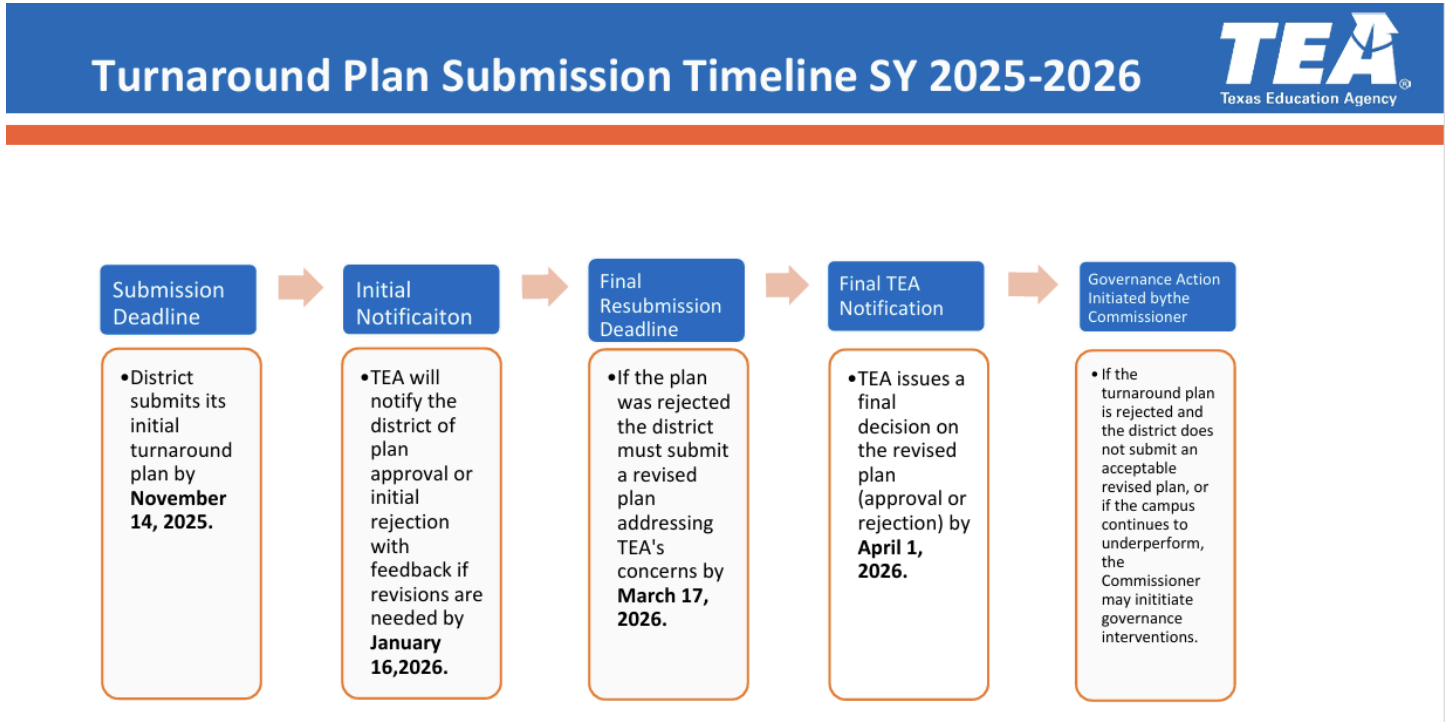 Turnaround Plan Submission Timeline SY 2025-2026
TEA®
Texas Education Agency
Submission
Deadline
•District
submits its
initial
turnaround
plan by
November
14, 2025.
Initial
Notificaiton
•TEA will
notify the
district of
plan
approval or
initial
rejection
with
feedback if
revisions are
needed by
January
16,2026.
Final
Resubmission
Deadline
•If the plan
was rejected
the district
must submit
a revised
plan
addressing
TEA's
concerns by
March 17,
2026.
Final TEA
Notification
•TEA issues a
final
decision on
the revised
plan
(approval or
rejection) by
April 1,
2026.
Governance Action
Initiated bythe
Commissioner
• If the
turnaround plan
is rejected and
the district does
not submit an
acceptable
revised plan, or
if the campus
continues to
underperform,
the
Commissioner
may inititiate
governance
interventions.